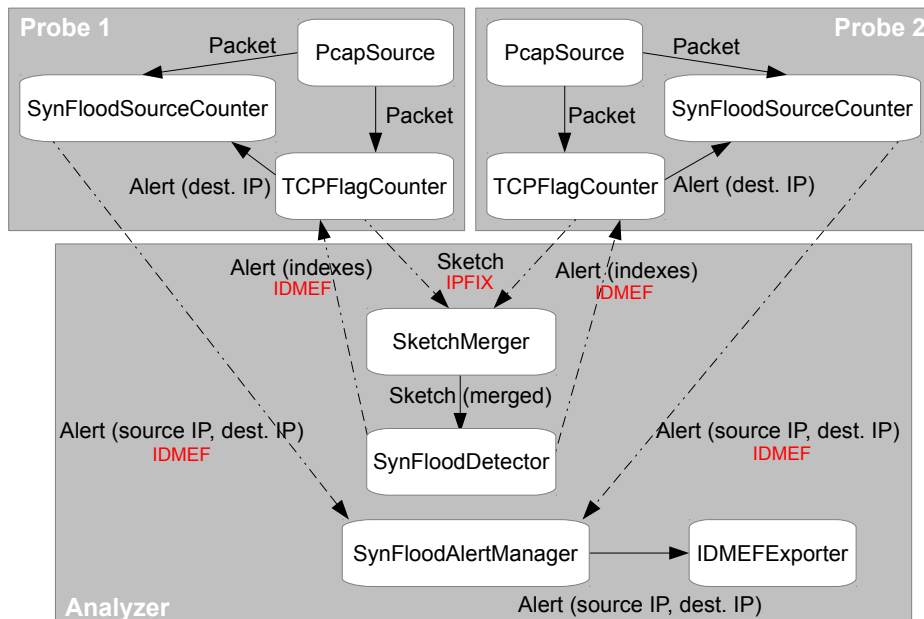 Probe 1
Probe 2
Packet
PcapSource
PcapSource
Packet
SynFloodSourceCounter
SynFloodSourceCounter
Packet
Packet
Alert (dest. IP)
TCPFlagCounter
TCPFlagCounter
Alert (dest. IP)
Alert (indexes)
IDMEF
Sketch
IPFIX
Alert (indexes)
IDMEF
SketchMerger
Sketch (merged)
Alert (source IP, dest. IP)
IDMEF
SynFloodDetector
Alert (source IP, dest. IP)
IDMEF
SynFloodAlertManager
IDMEFExporter
Alert (source IP, dest. IP)
Analyzer